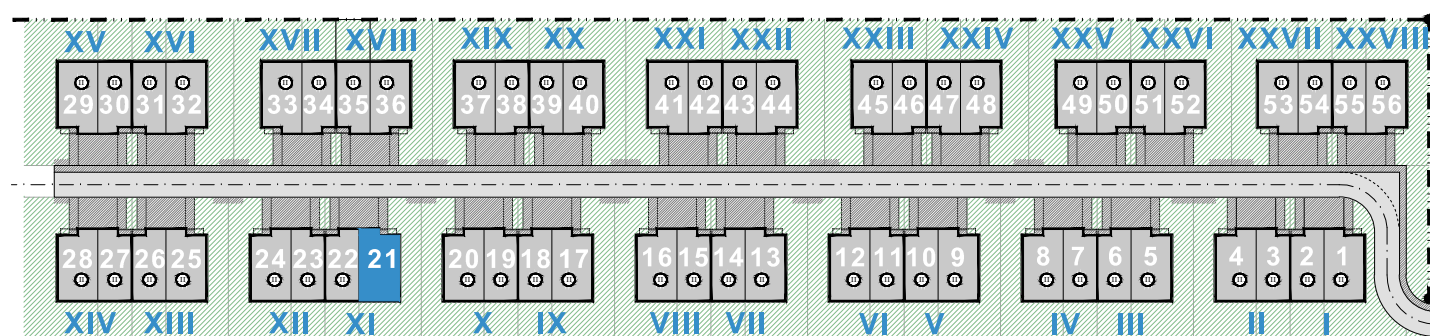 XV XVI XVII XVIII XIX XX XXI XXII XXIII XXIV XXV XXVI XXVII XXVIII
29 30 31 32 33 34 35 36 37 38 39 40 41 42 43 44 45 46 47 48 49 50 51 52 53 54 55 56
28 27 26 25 24 23 22 21 20 19 18 17 16 15 14 13 12 11 10 9 8 7 6 5 4 3 2 1
XIV XIII XII XI X IX VIII VII VI V IV III II I